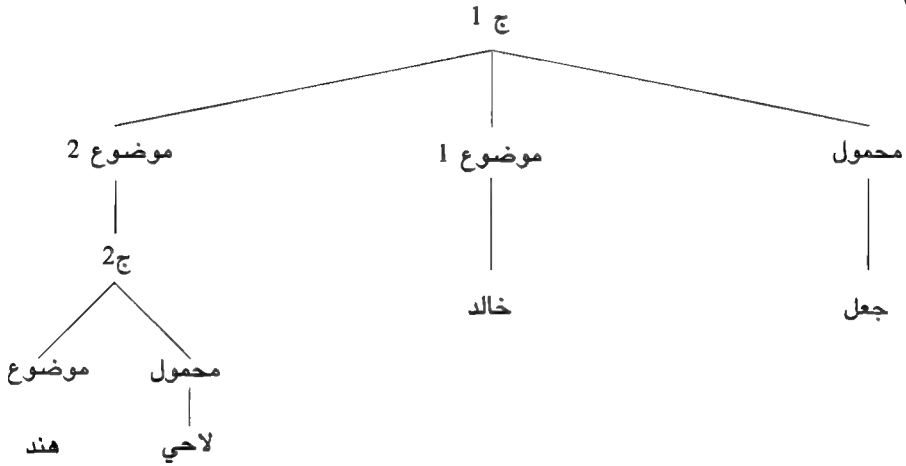 ج 1
محمول موضوع 1 موضوع 2
ج2
جعل خالد
محمول موضوع
لاحي هند